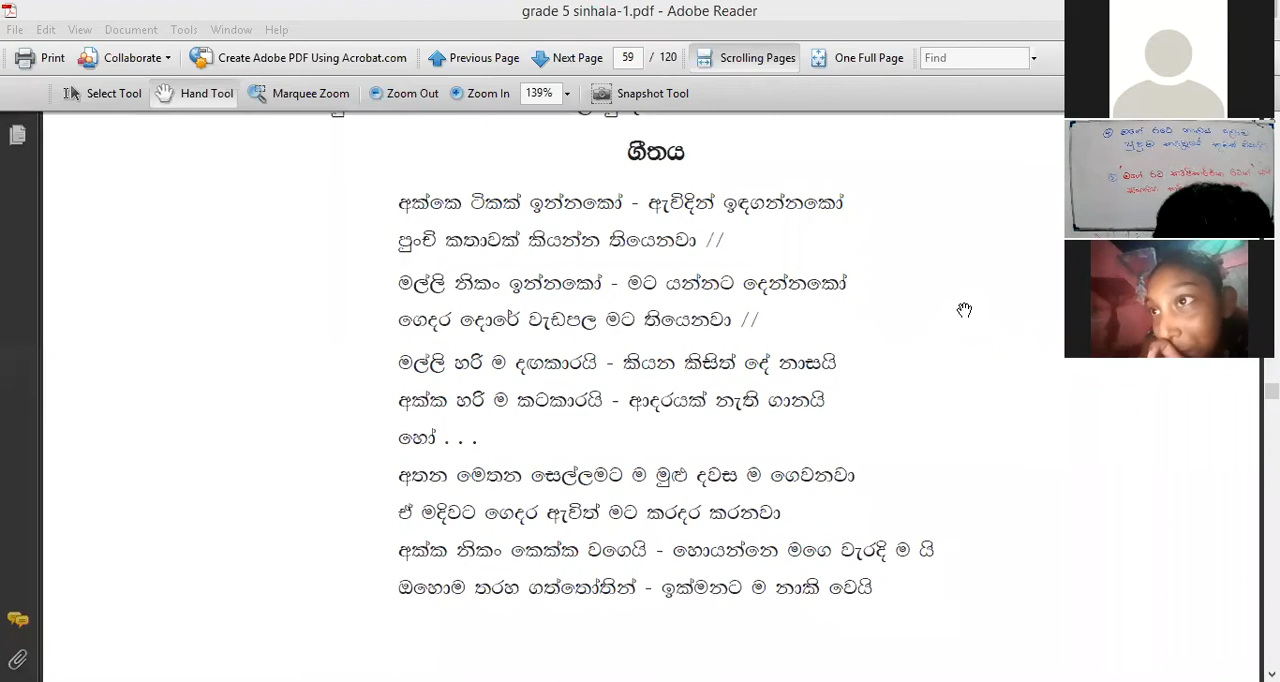 grade 5 sinhala-1.pdf - Adobe Reader
File Edit View Document Tools Window Help
Print Collaborate Create Adobe PDF Using Acrobat.com Previous Page Next Page 59 / 120 Scrolling Pages One Full Page Find
Select Tool Hand Tool Marquee Zoom Zoom Out Zoom In 139% Snapshot Tool
ගීතය
අක්කෙ ටිකක් ඉන්නකෝ - ඇවිදින් ඉඳගන්නකෝ
පුංචි කතාවක් කියන්න තියෙනවා //
මල්ලි නිකං ඉන්නකෝ - මට යන්නට දෙන්නකෝ
ගෙදර දොරේ වැඩපල මට තියෙනවා //
මල්ලි හරි ම දඟකාරයි - කියන කිසිත් දේ නාසයි
අක්ක හරි ම කටකාරයි - ආදරයක් නැති ගානයි
හෝ . . .
අතන මෙතන සෙල්ලමට ම මුළු දවස ම ගෙවනවා
ඒ මදිවට ගෙදර ඇවිත් මට කරදර කරනවා
අක්ක නිකං කෙක්ක වගෙයි - හොයන්නෙ මගෙ වැරදි ම යි
ඔහොම තරහ ගත්තෝතින් - ඉක්මනට ම නාකි වෙයි